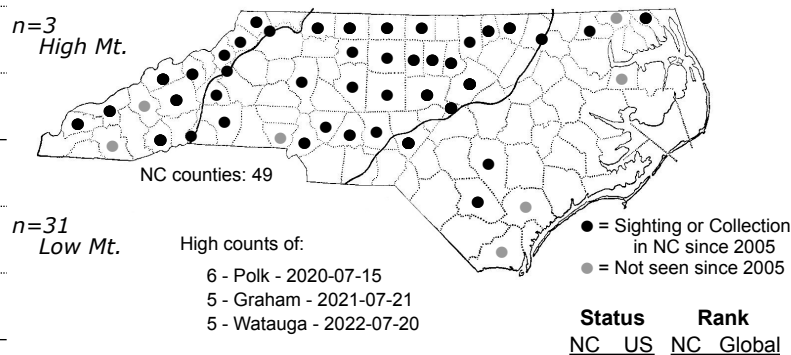 n=3
High Mt.
NC counties: 49
n=31
Low Mt.
High counts of:
6 - Polk - 2020-07-15
5 - Graham - 2021-07-21
5 - Watauga - 2022-07-20
= Sighting or Collection
in NC since 2005
= Not seen since 2005
Status Rank
NC US NC Global